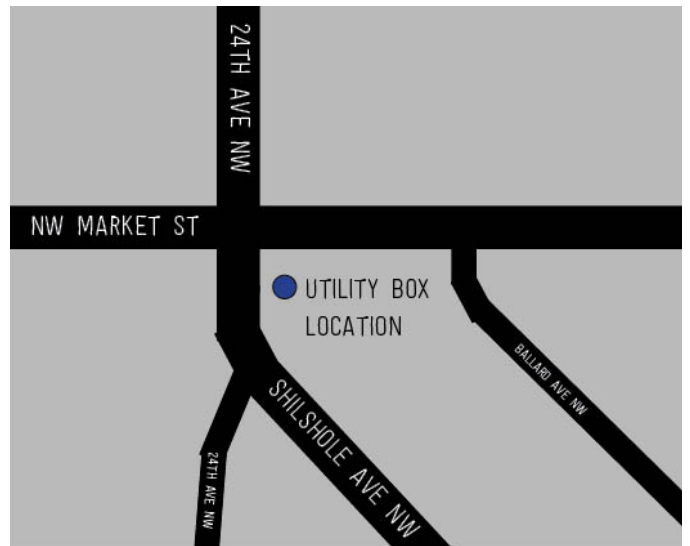 24TH AVE NW
NW MARKET ST
UTILITY BOX
LOCATION
BALLARD AVE NW
SHILSHOLE AVE NW
24TH AVE NW